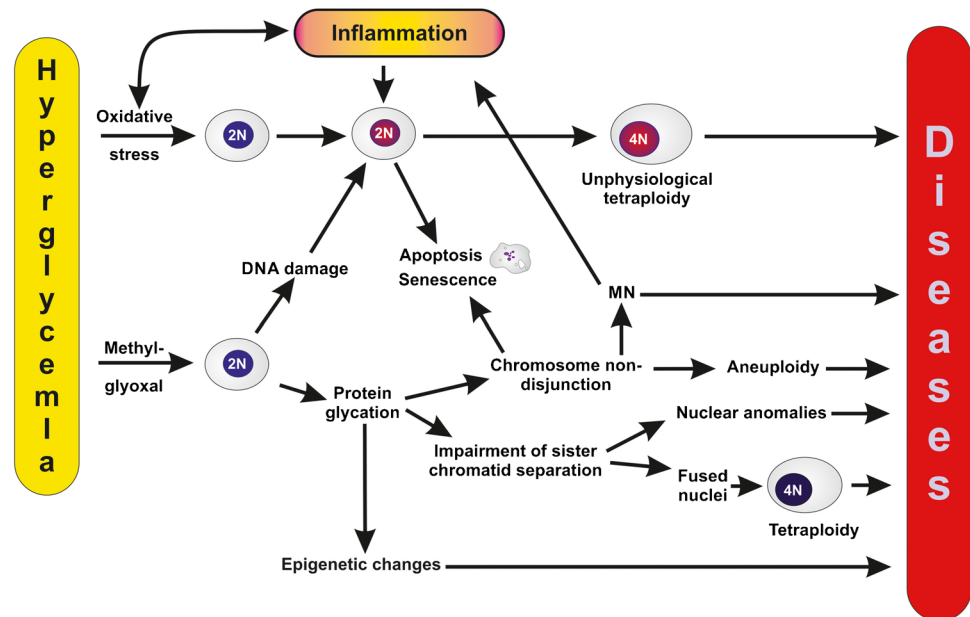 HyperglycemIa
Inflammation
Oxidative
stress
2N
2N
4N
Unphysiological
tetraploidy
Diseases
DNA damage
Apoptosis
Senescence
MN
Methyl-
glyoxal
2N
Protein
glycation
Chromosome non-
disjunction
Aneuploidy
Nuclear anomalies
Impairment of sister
chromatid separation
Fused
nuclei
4N
Tetraploidy
Epigenetic changes